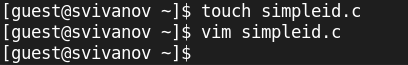 [guest@svivanov ~]$ touch simpleid.c
[guest@svivanov ~]$ vim simpleid.c
[guest@svivanov ~]$